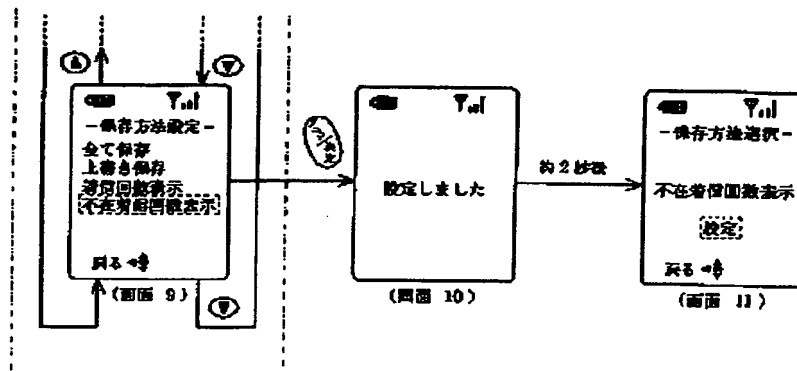 ▲
▼
－保存方法設定－
全て保存
上書き保存
着信回数表示
不在着信回数表示
戻る
(画面 9)
▼
設定しました
(画面 10)
約2秒後
－保存方法選択－
不在着信回数表示
設定
戻る
(画面 11)